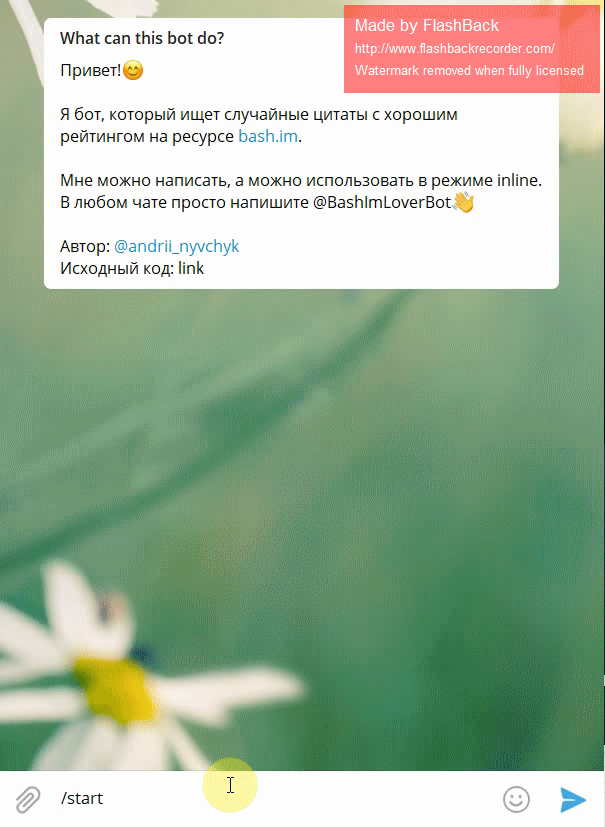 What can this bot do?
Made by FlashBack
http://www.flashbackrecorder.com/
Watermark removed when fully licensed
Привет!😊
Я бот, который ищет случайные цитаты с хорошим
рейтингом на ресурсе bash.im.
Мне можно написать, а можно использовать в режиме inline.
В любом чате просто напишите @BashImLoverBot👋
Автор: @andrii_nyvchyk
Исходный код: link
/start